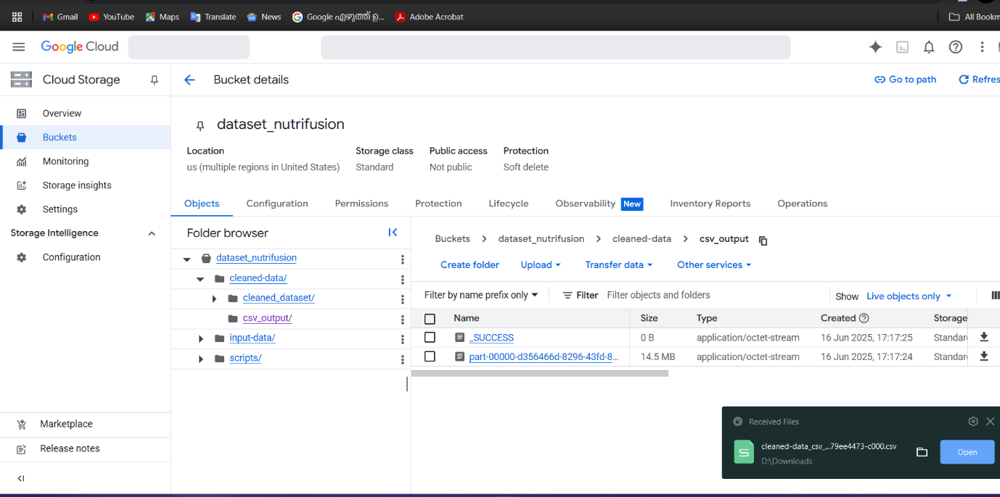 Gmail YouTube Maps Translate News Google എഴുത്ത് ഉ... Adobe Acrobat All Bookm
Google Cloud
Cloud Storage
Bucket details
Go to path
Refres
Overview
Buckets
Monitoring
Storage insights
Settings
Storage Intelligence
Configuration
Marketplace
Release notes
dataset_nutrifusion
Location Storage class Public access Protection
us (multiple regions in United States) Standard Not public Soft delete
Objects Configuration Permissions Protection Lifecycle Observability New Inventory Reports Operations
Folder browser
dataset_nutrifusion
cleaned-data/
cleaned_dataset/
csv_output/
input-data/
scripts/
Buckets dataset_nutrifusion cleaned-data csv_output
Create folder Upload Transfer data Other services
Filter by name prefix only Filter Filter objects and folders Show Live objects only
Name Size Type Created Storage
_SUCCESS 0 B application/octet-stream 16 Jun 2025, 17:17:25 Standar
part-00000-d356466d-8296-43fd-8... 14.5 MB application/octet-stream 16 Jun 2025, 17:17:24 Standar
Received Files
cleaned-data_csv_...79ee4473-c000.csv
D:\Downloads
Open